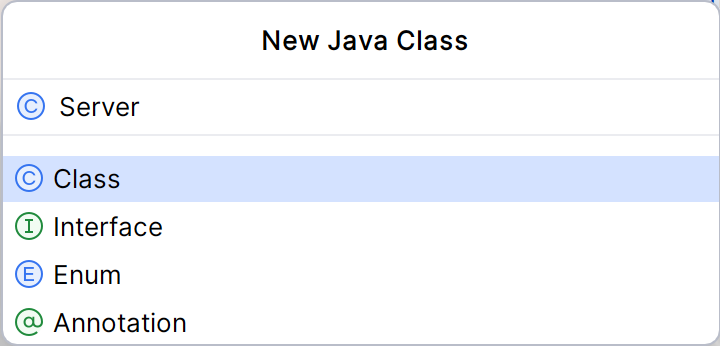 New Java Class
C Server
C Class
I Interface
E Enum
@ Annotation